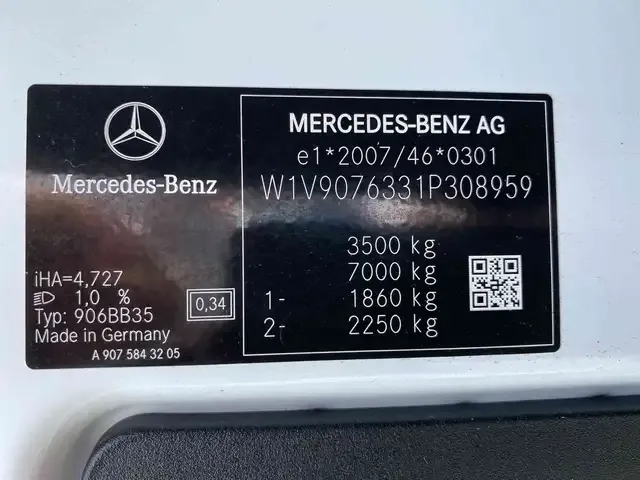 Mercedes-Benz
iHA=4,727
1,0 %
0,34
Typ: 906BB35
Made in Germany
A 907 584 32 05
MERCEDES-BENZ AG
e1*2007/46*0301
W1V9076331P308959
3500 kg
7000 kg
1- 1860 kg
2- 2250 kg